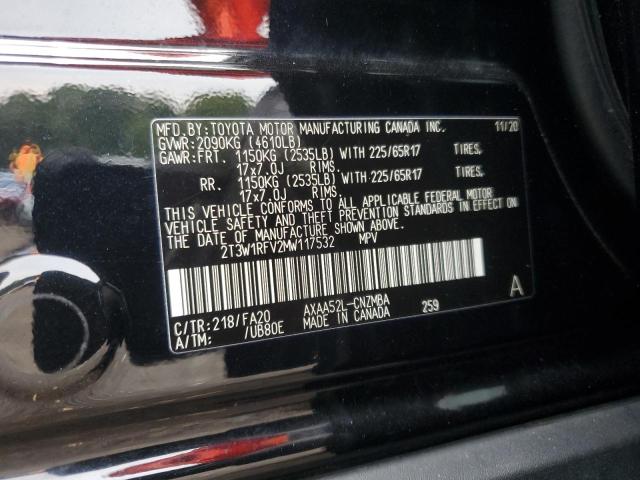 MFD. BY: TOYOTA MOTOR MANUFACTURING CANADA INC. 11/20
GVWR: 2090KG (4610LB)
GAWR: FRT. 1150KG (2535LB) WITH 225/65R17 TIRES,
17x7.0J RIMS.
RR. 1150KG (2535LB) WITH 225/65R17 TIRES,
17x7.0J RIMS.
THIS VEHICLE CONFORMS TO ALL APPLICABLE FEDERAL MOTOR
VEHICLE SAFETY AND THEFT PREVENTION STANDARDS IN EFFECT ON
THE DATE OF MANUFACTURE SHOWN ABOVE.
2T3W1RFV2MW117532 MPV
C/TR: 218/FA20 AXAA52L-CNZMBA 259 A
A/TM: /UB80E MADE IN CANADA